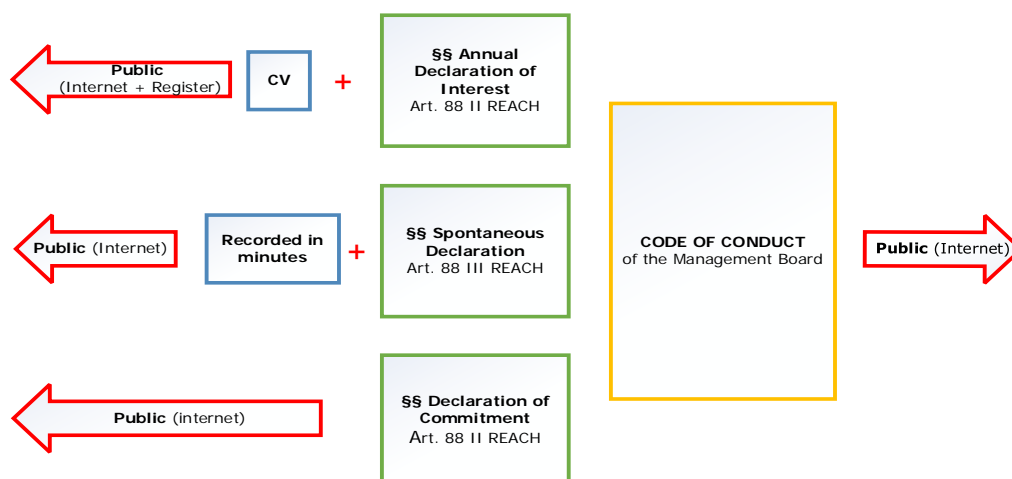 Public
(Internet + Register)
CV
+
§§ Annual
Declaration of
Interest
Art. 88 II REACH
Public (Internet)
Recorded in
minutes
+
§§ Spontaneous
Declaration
Art. 88 III REACH
CODE OF CONDUCT
of the Management Board
Public (Internet)
Public (internet)
§§ Declaration of
Commitment
Art. 88 II REACH